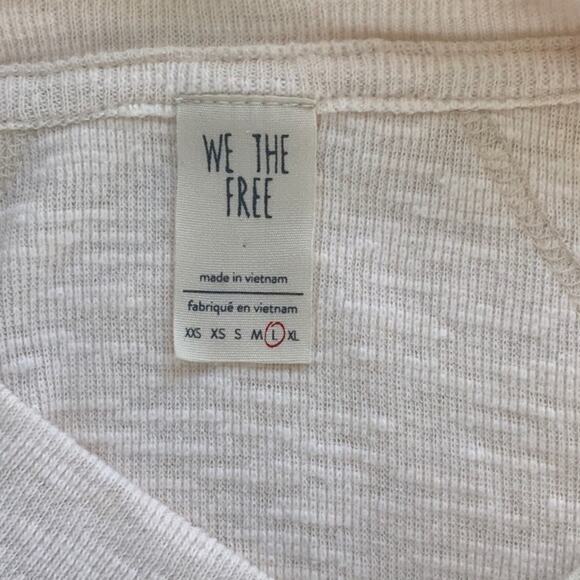 WE THE
FREE
made in vietnam
fabriqué en vietnam
XXS XS S M L XL